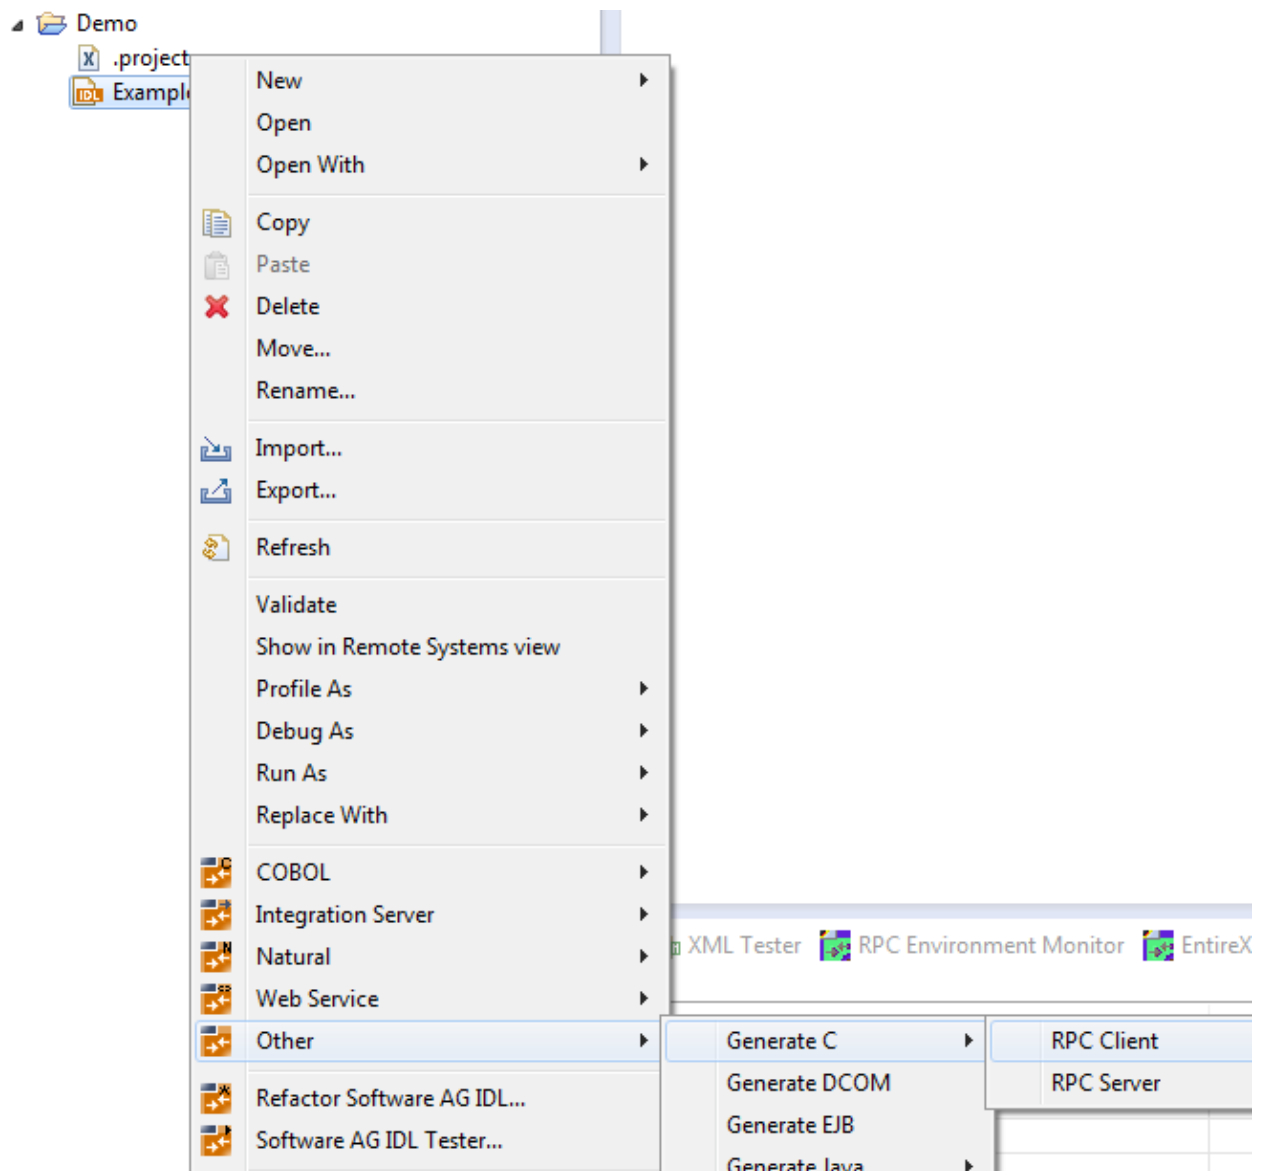 Demo
.project
New
Open
Open With
Copy
Paste
Delete
Move...
Rename...
Import...
Export...
Refresh
Validate
Show in Remote Systems view
Profile As
Debug As
Run As
Replace With
COBOL
Integration Server
Natural
Web Service
Other
Refactor Software AG IDL...
Software AG IDL Tester...
XML Tester RPC Environment Monitor EntireX
Generate C
Generate DCOM
Generate EJB
Generate Java
RPC Client
RPC Server